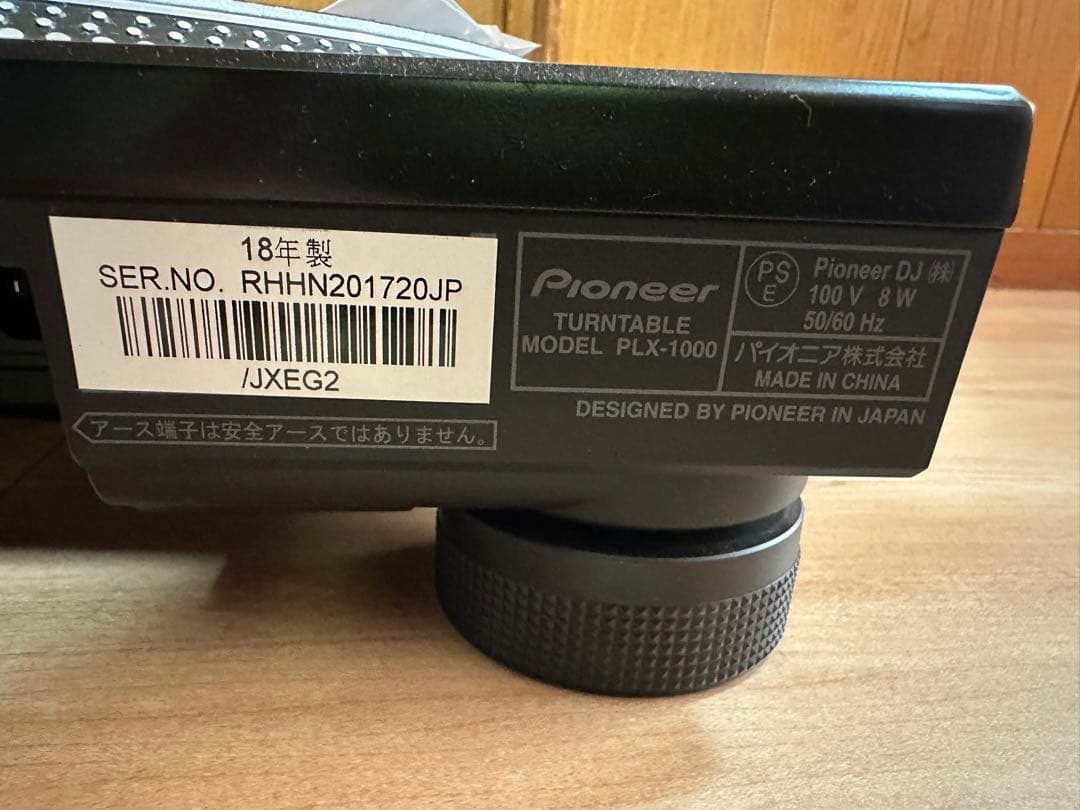 18年製
SER.NO. RHHN201720JP
/JXEG2
アース端子は安全アースではありません。
Pioneer
TURNTABLE
MODEL PLX-1000
PS
E
Pioneer DJ ㈱
100 V 8 W
50/60 Hz
パイオニア株式会社
MADE IN CHINA
DESIGNED BY PIONEER IN JAPAN